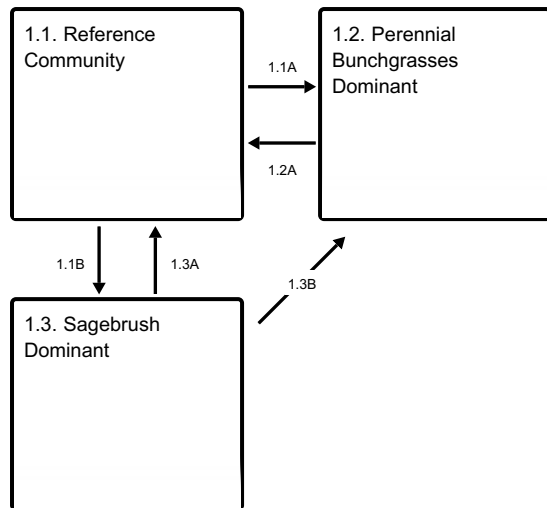 1.1. Reference
Community
1.2. Perennial
Bunchgrasses
Dominant
1.1A
1.2A
1.1B
1.3A
1.3B
1.3. Sagebrush
Dominant